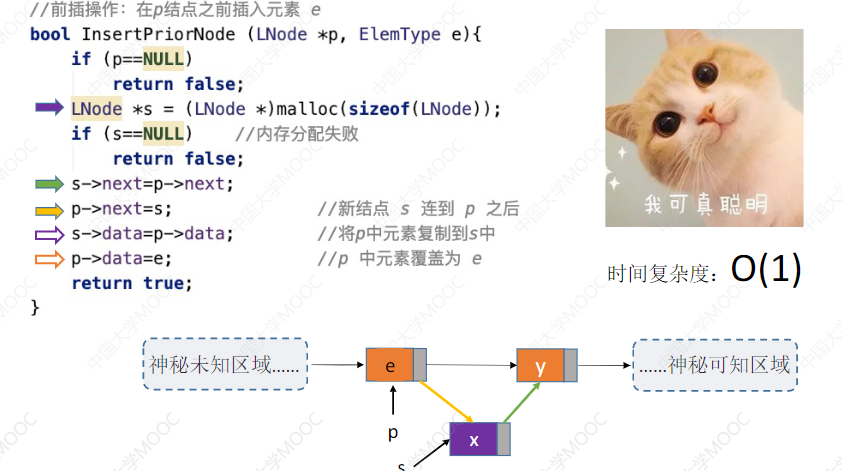 //前插操作：在p结点之前插入元素 e
bool InsertPriorNode (LNode *p, ElemType e){
if (p==NULL)
return false;
LNode *s = (LNode *)malloc(sizeof(LNode));
if (s==NULL) //内存分配失败
return false;
s->next=p->next;
p->next=s; //新结点 s 连到 p 之后
s->data=p->data; //将p中元素复制到s中
p->data=e; //p 中元素覆盖为 e
return true;
}
我可真聪明
时间复杂度：O(1)
神秘未知区域……
e
y
……神秘可知区域
p
x
s
中国大学MOOC